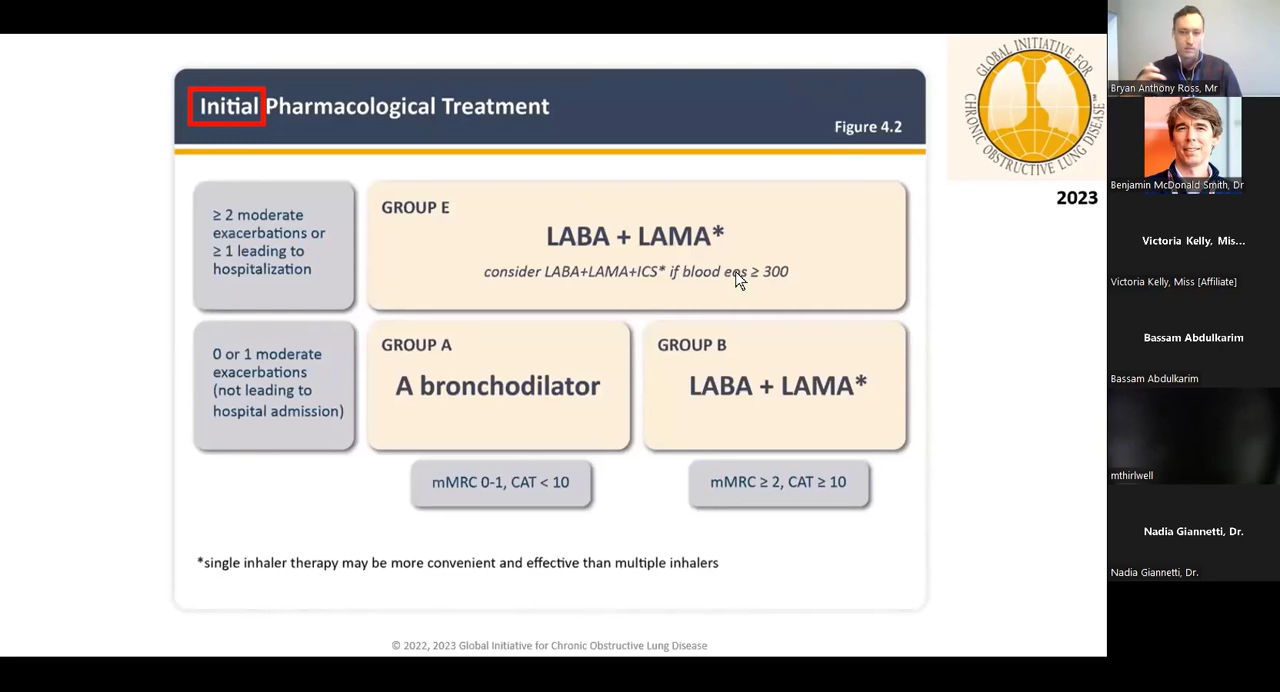 Initial Pharmacological Treatment
Figure 4.2
GLOBAL INITIATIVE FOR
CHRONIC OBSTRUCTIVE LUNG DISEASE
2023
≥ 2 moderate
exacerbations or
≥ 1 leading to
hospitalization
GROUP E
LABA + LAMA*
consider LABA+LAMA+ICS* if blood eos ≥ 300
0 or 1 moderate
exacerbations
(not leading to
hospital admission)
GROUP A
A bronchodilator
GROUP B
LABA + LAMA*
mMRC 0-1, CAT < 10
mMRC ≥ 2, CAT ≥ 10
*single inhaler therapy may be more convenient and effective than multiple inhalers
© 2022, 2023 Global Initiative for Chronic Obstructive Lung Disease
Bryan Anthony Ross, Mr
Benjamin McDonald Smith, Dr
Victoria Kelly, Mis...
Victoria Kelly, Miss [Affiliate]
Bassam Abdulkarim
Bassam Abdulkarim
mthirlwell
Nadia Giannetti, Dr.
Nadia Giannetti, Dr.